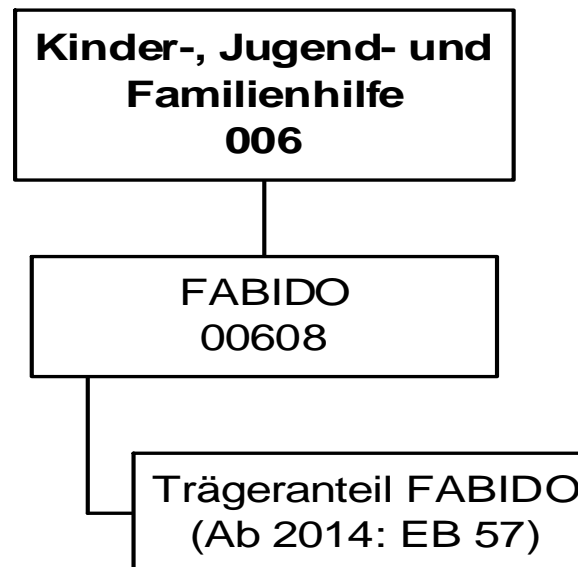 Kinder-, Jugend- und
Familienhilfe
006
FABIDO
00608
Trägeranteil FABIDO
(Ab 2014: EB 57)